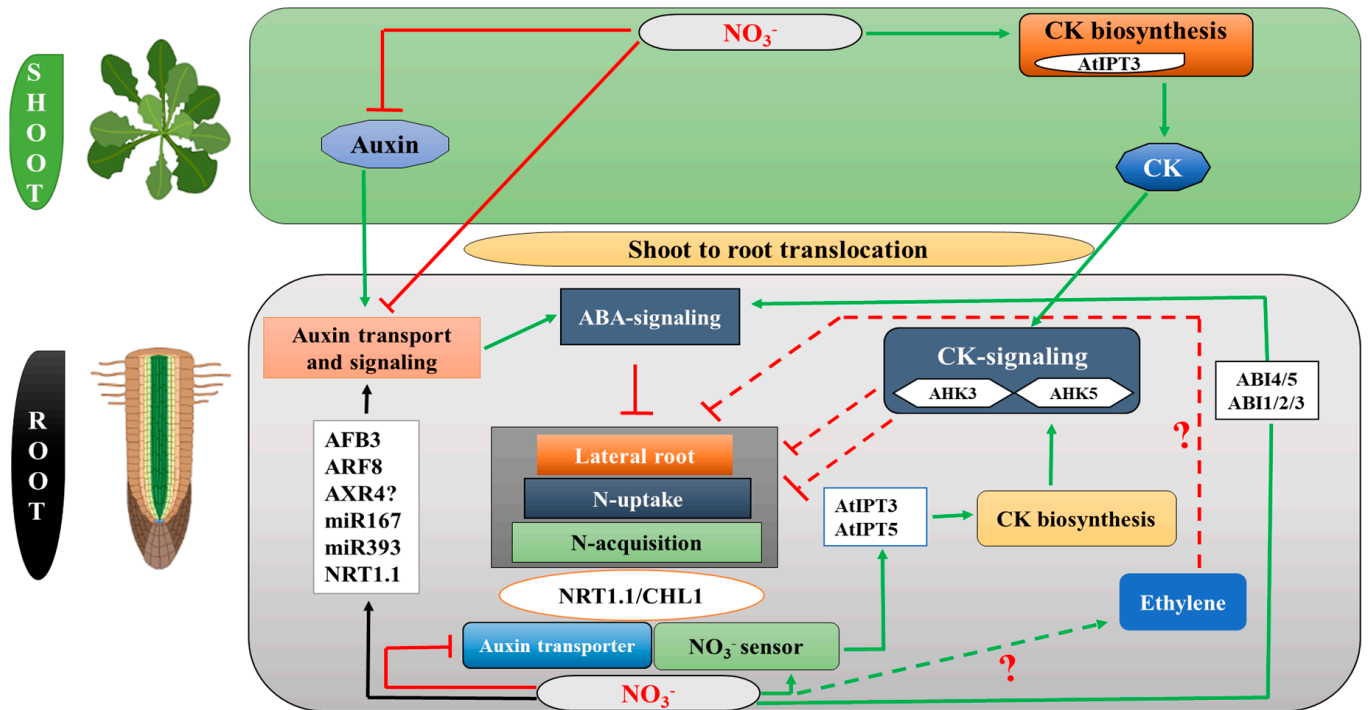 SHOOT
NO₃⁻
CK biosynthesis
AtIPT3
Auxin
CK
Shoot to root translocation
ROOT
Auxin transport
and signaling
ABA-signaling
CK-signaling
AHK3
AHK5
ABI4/5
ABI1/2/3
AFB3
ARF8
AXR4?
miR167
miR393
NRT1.1
Lateral root
N-uptake
N-acquisition
AtIPT3
AtIPT5
CK biosynthesis
?
NRT1.1/CHL1
Ethylene
Auxin transporter
NO₃⁻ sensor
?
NO₃⁻